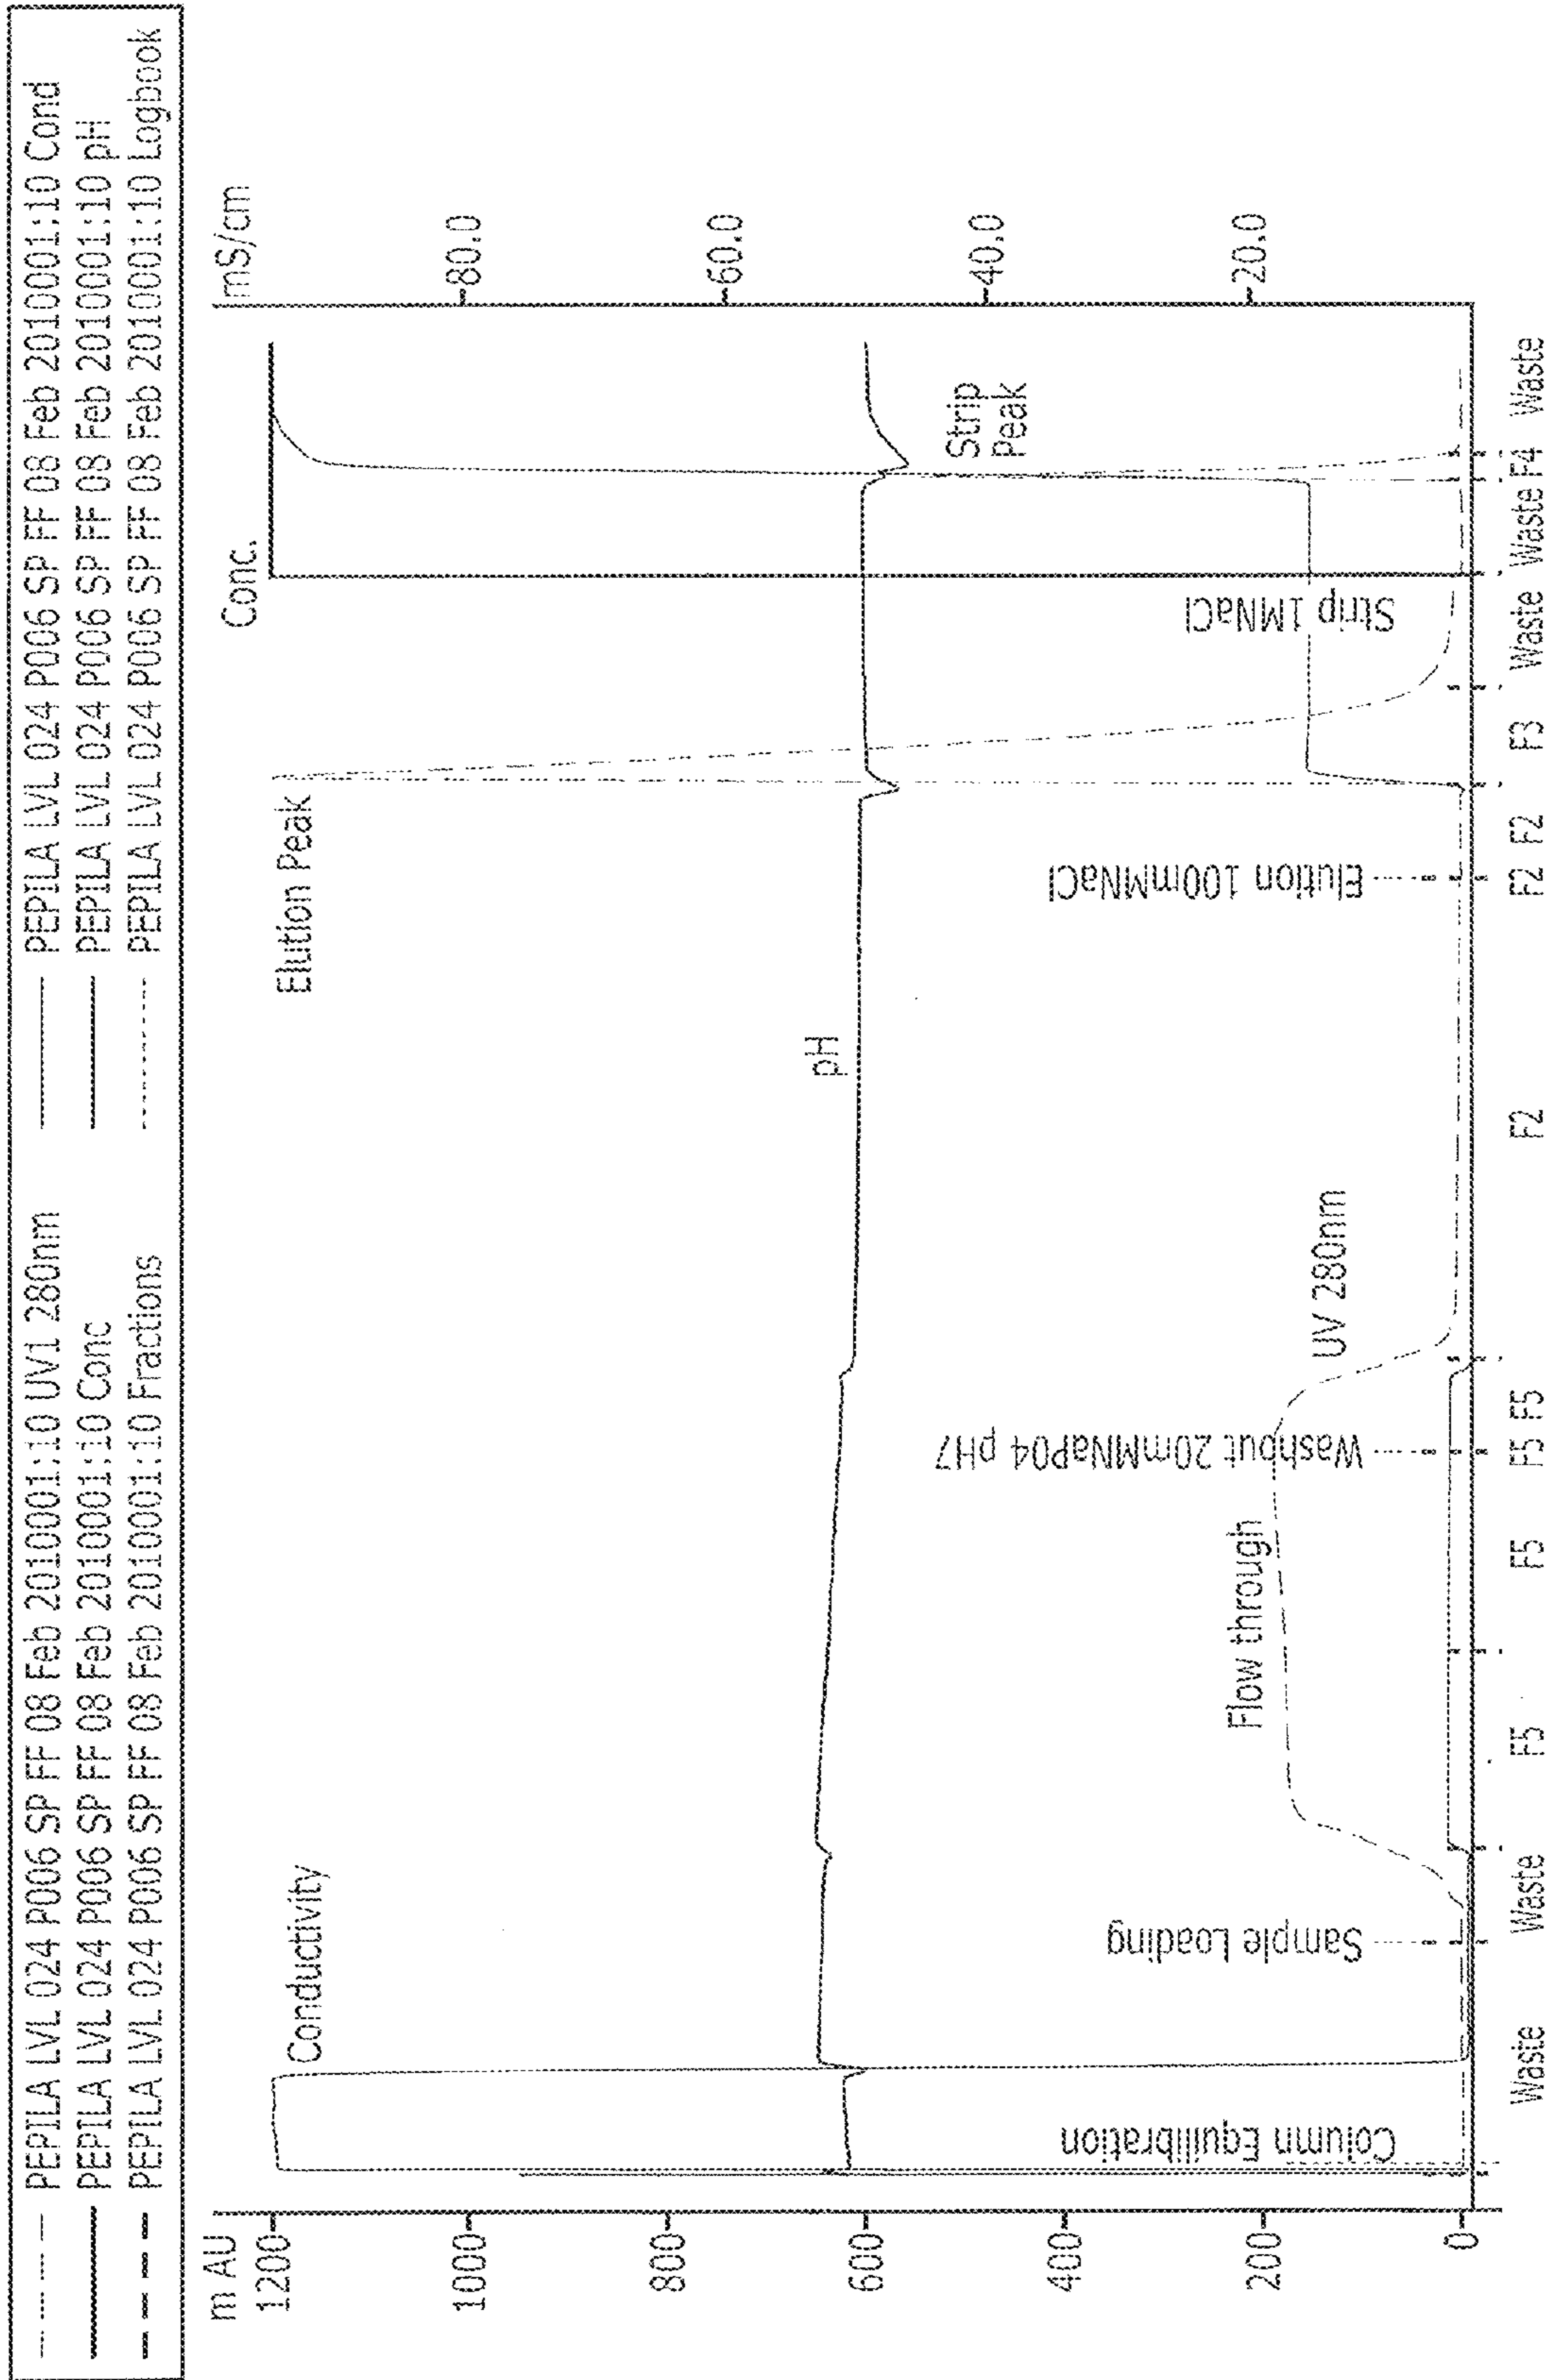 PEPILA LVL 024 P006 SP FF 08 Feb 2010001:10 UV1 280nm
PEPILA LVL 024 P006 SP FF 08 Feb 2010001:10 Cond
PEPILA LVL 024 P006 SP FF 08 Feb 2010001:10 Conc
PEPILA LVL 024 P006 SP FF 08 Feb 2010001:10 pH
PEPILA LVL 024 P006 SP FF 08 Feb 2010001:10 Fractions
PEPILA LVL 024 P006 SP FF 08 Feb 2010001:10 Logbook
m AU
1200
1000
800
600
400
200
0
Conductivity
Column Equilibration
Sample Loading
Flow through
Washout 20mMNaPO4 pH7
UV 280nm
pH
Elution Peak
Elution 100mMNaCl
Conc.
Strip 1MNaCl
Strip
Peak
mS/cm
80.0
60.0
40.0
20.0
Waste Waste F5 F5 F5 F5 F2 F2 F2 F3 Waste Waste F4 Waste